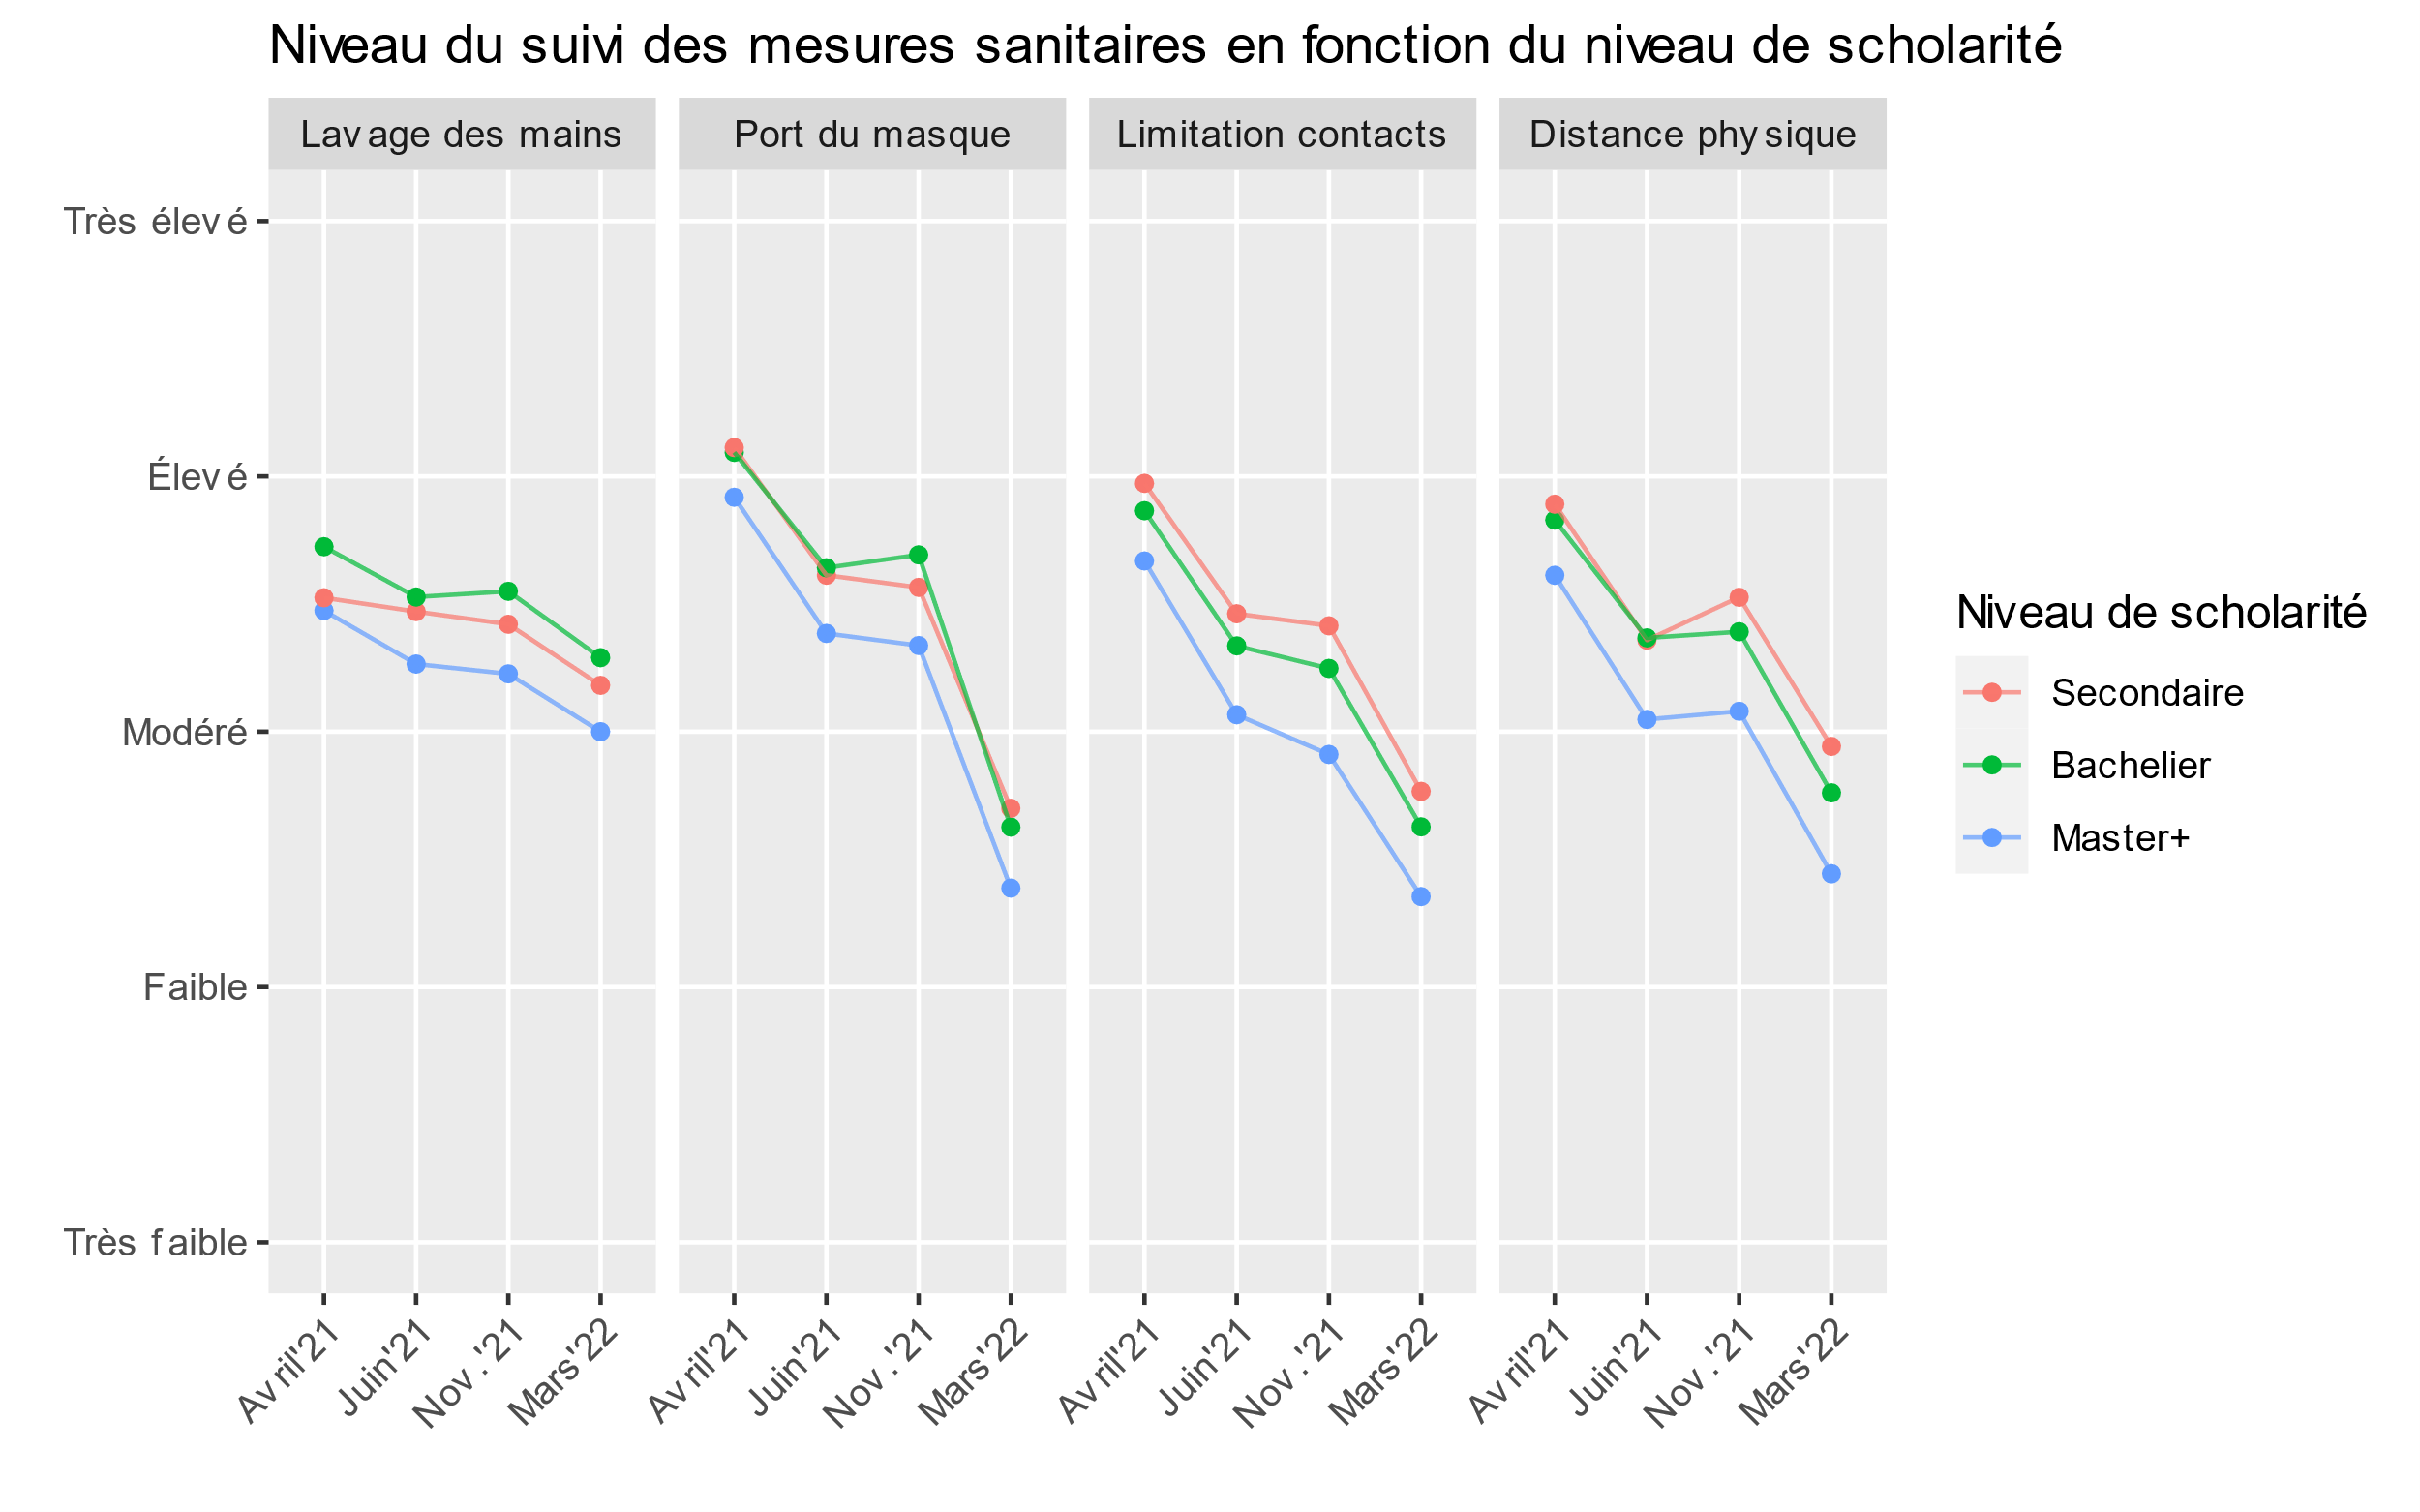 Niveau du suivi des mesures sanitaires en fonction du niveau de scholarité
Lavage des mains
Port du masque
Limitation contacts
Distance physique
Très élevé
Élevé
Modéré
Faible
Très faible
Avril'21
Juin'21
Nov.'21
Mars'22
Avril'21
Juin'21
Nov.'21
Mars'22
Avril'21
Juin'21
Nov.'21
Mars'22
Avril'21
Juin'21
Nov.'21
Mars'22
Niveau de scholarité
Secondaire
Bachelier
Master+